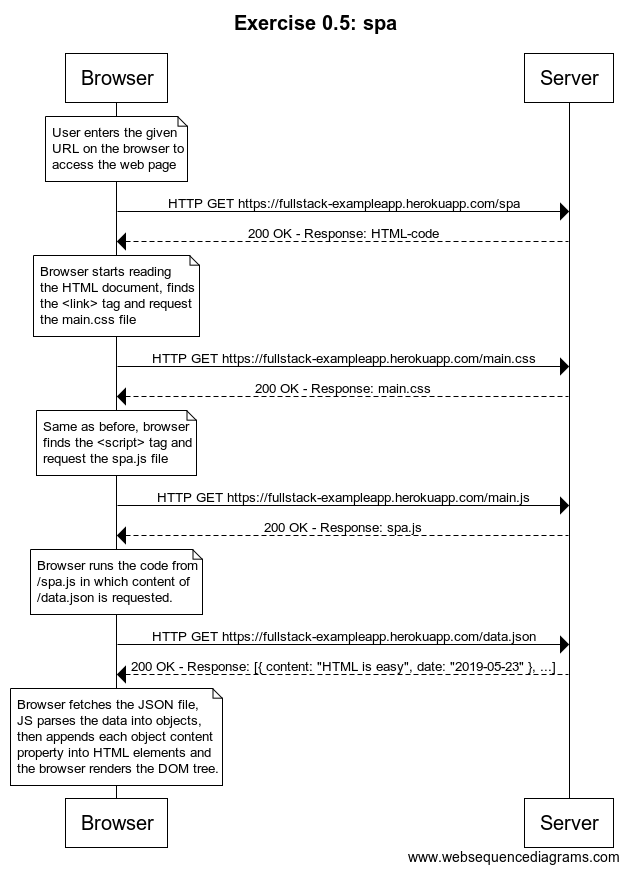 Exercise 0.5: spa
Browser
Server
User enters the given
URL on the browser to
access the web page
HTTP GET https://fullstack-exampleapp.herokuapp.com/spa
200 OK - Response: HTML-code
Browser starts reading
the HTML document, finds
the <link> tag and request
the main.css file
HTTP GET https://fullstack-exampleapp.herokuapp.com/main.css
200 OK - Response: main.css
Same as before, browser
finds the <script> tag and
request the spa.js file
HTTP GET https://fullstack-exampleapp.herokuapp.com/main.js
200 OK - Response: spa.js
Browser runs the code from
/spa.js in which content of
/data.json is requested.
HTTP GET https://fullstack-exampleapp.herokuapp.com/data.json
200 OK - Response: [{ content: "HTML is easy", date: "2019-05-23" }, ...]
Browser fetches the JSON file,
JS parses the data into objects,
then appends each object content
property into HTML elements and
the browser renders the DOM tree.
Browser
Server
www.websequencediagrams.com